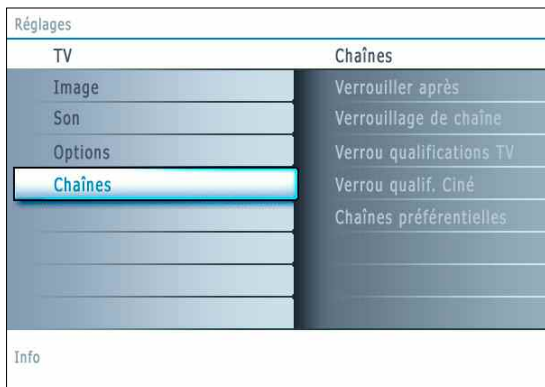 Réglages
TV
Chaînes
Image
Verrouiller après
Son
Verrouillage de chaîne
Options
Verrou qualifications TV
Chaînes
Verrou qualif. Ciné
Chaînes préférentielles
Info